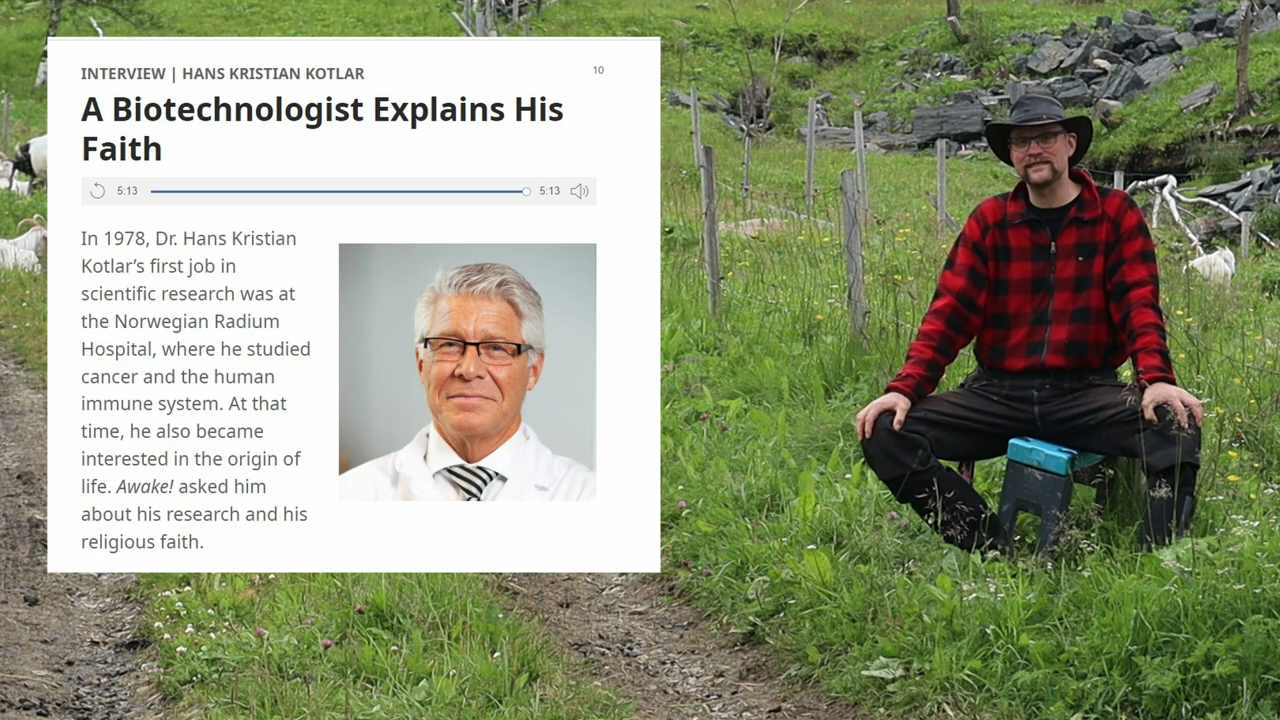 INTERVIEW | HANS KRISTIAN KOTLAR
10
A Biotechnologist Explains His
Faith
5:13
5:13
In 1978, Dr. Hans Kristian
Kotlar’s first job in
scientific research was at
the Norwegian Radium
Hospital, where he studied
cancer and the human
immune system. At that
time, he also became
interested in the origin of
life. Awake! asked him
about his research and his
religious faith.